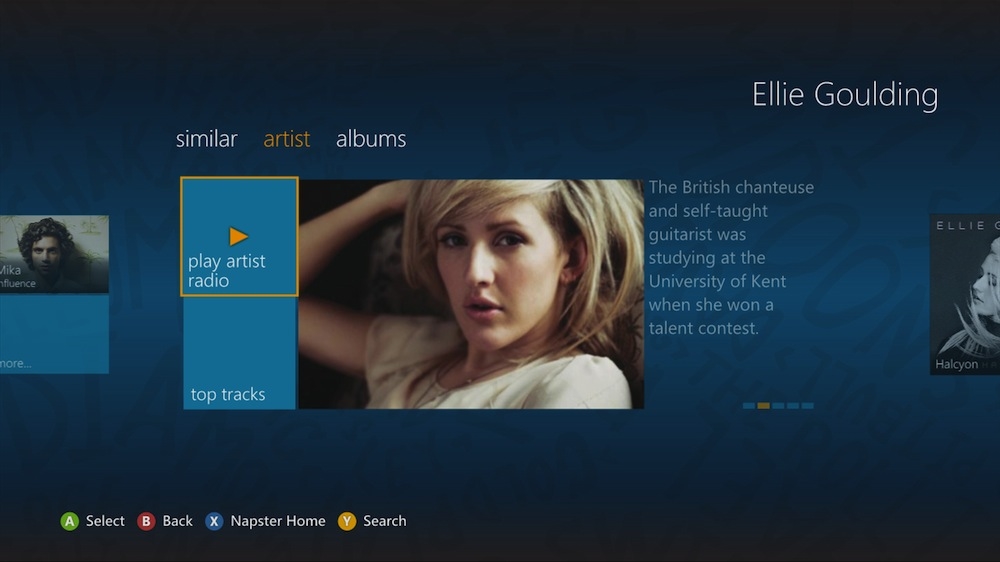 Ellie Goulding
similar artist albums
Mika
nfluence
more...
play artist
radio
top tracks
The British chanteuse
and self-taught
guitarist was
studying at the
University of Kent
when she won a
talent contest.
ELLIE G
Halcyon
A Select B Back X Napster Home Y Search